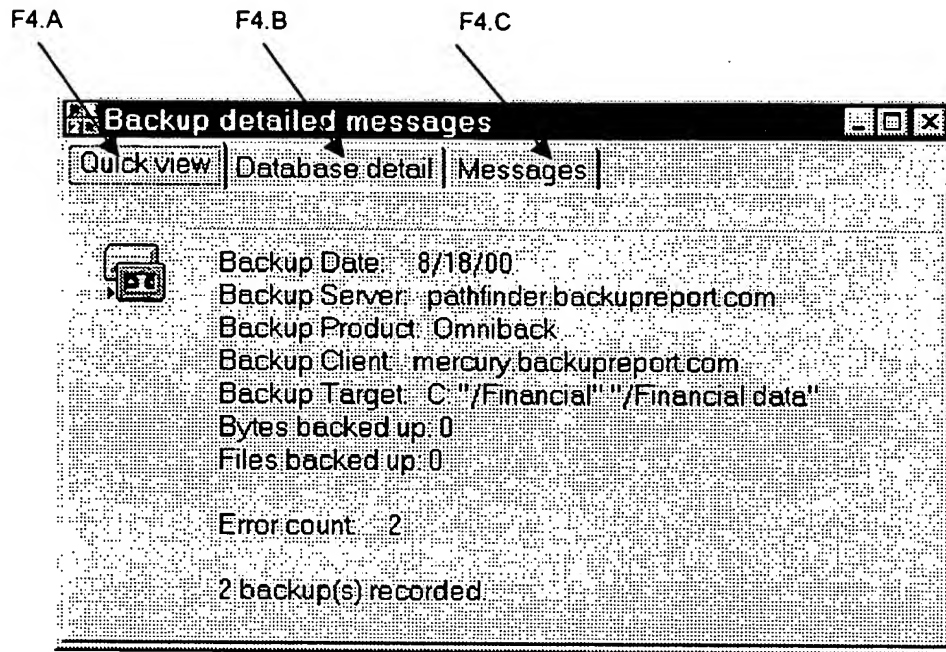 F4.A F4.B F4.C
Backup detailed messages
Quick view Database detail Messages
Backup Date: 8/18/00
Backup Server: pathfinder.backupreport.com
Backup Product: Omniback
Backup Client: mercury.backupreport.com
Backup Target: C: "/Financial" "/Financial data"
Bytes backed up: 0
Files backed up: 0
Error count: 2
2 backup(s) recorded